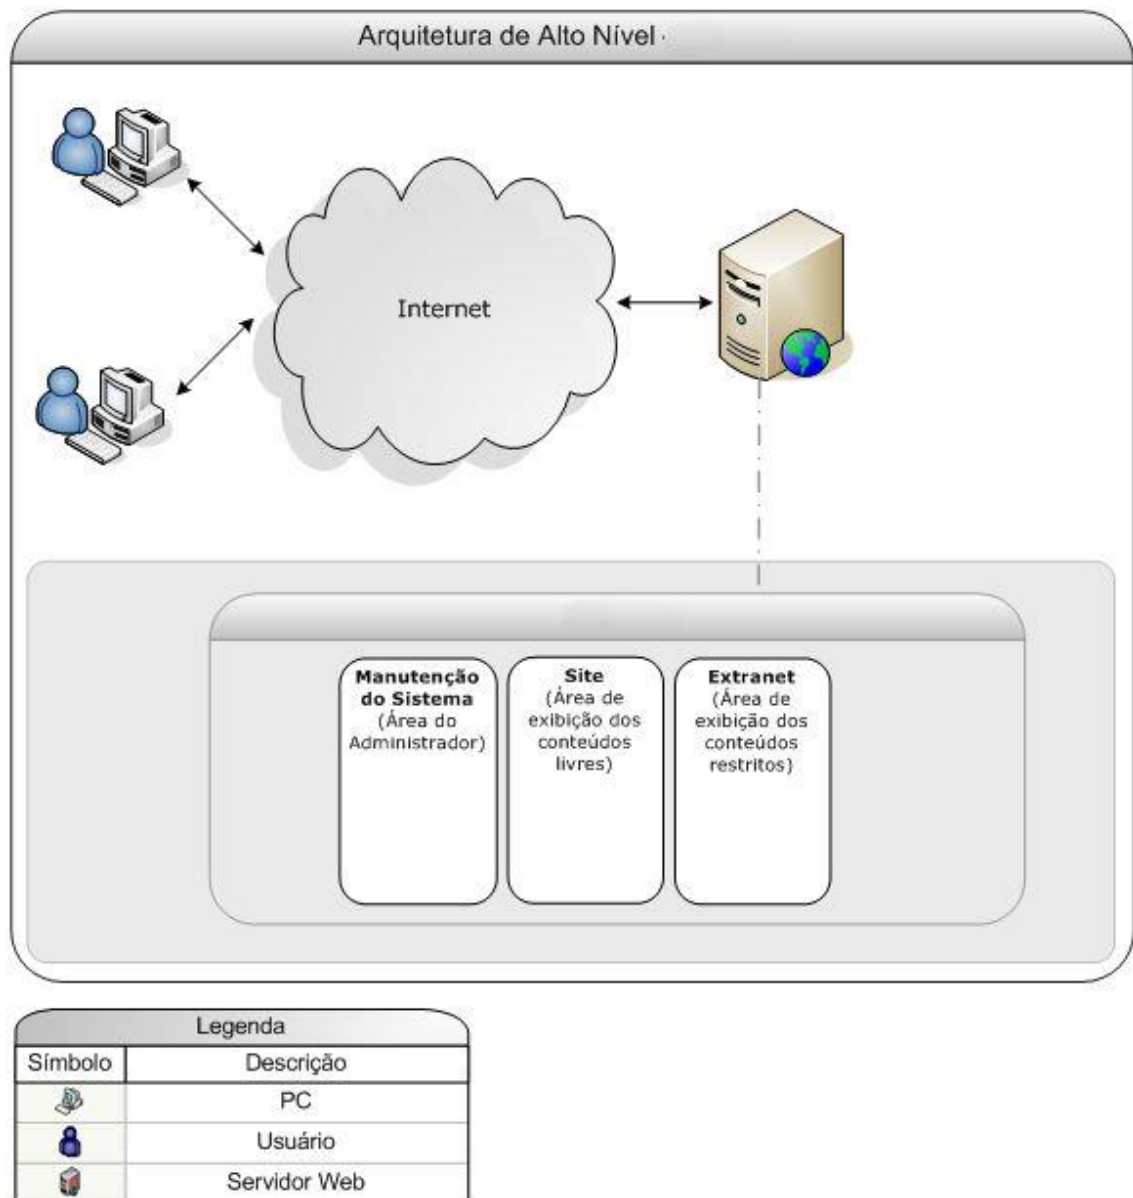 Arquitetura de Alto Nível
Internet
Manutenção
do Sistema
(Área do
Administrador)
Site
(Área de
exibição dos
conteúdos
livres)
Extranet
(Área de
exibição dos
conteúdos
restritos)
Legenda
Símbolo Descrição
PC
Usuário
Servidor Web